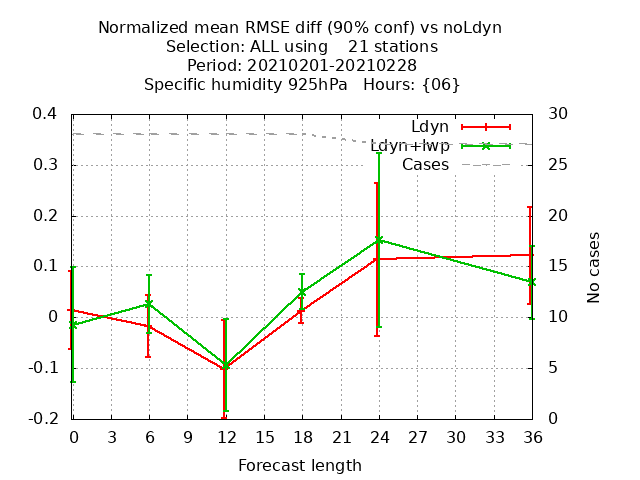 Normalized mean RMSE diff (90% conf) vs noLdyn
Selection: ALL using    21 stations
Period: 20210201-20210228
Specific humidity 925hPa   Hours: {06}
0.4
0.3
0.2
0.1
0
-0.1
-0.2
30
25
20
15
10
5
0
Ldyn
Ldyn+lwp
Cases
No cases
0 3 6 9 12 15 18 21 24 27 30 33 36
Forecast length